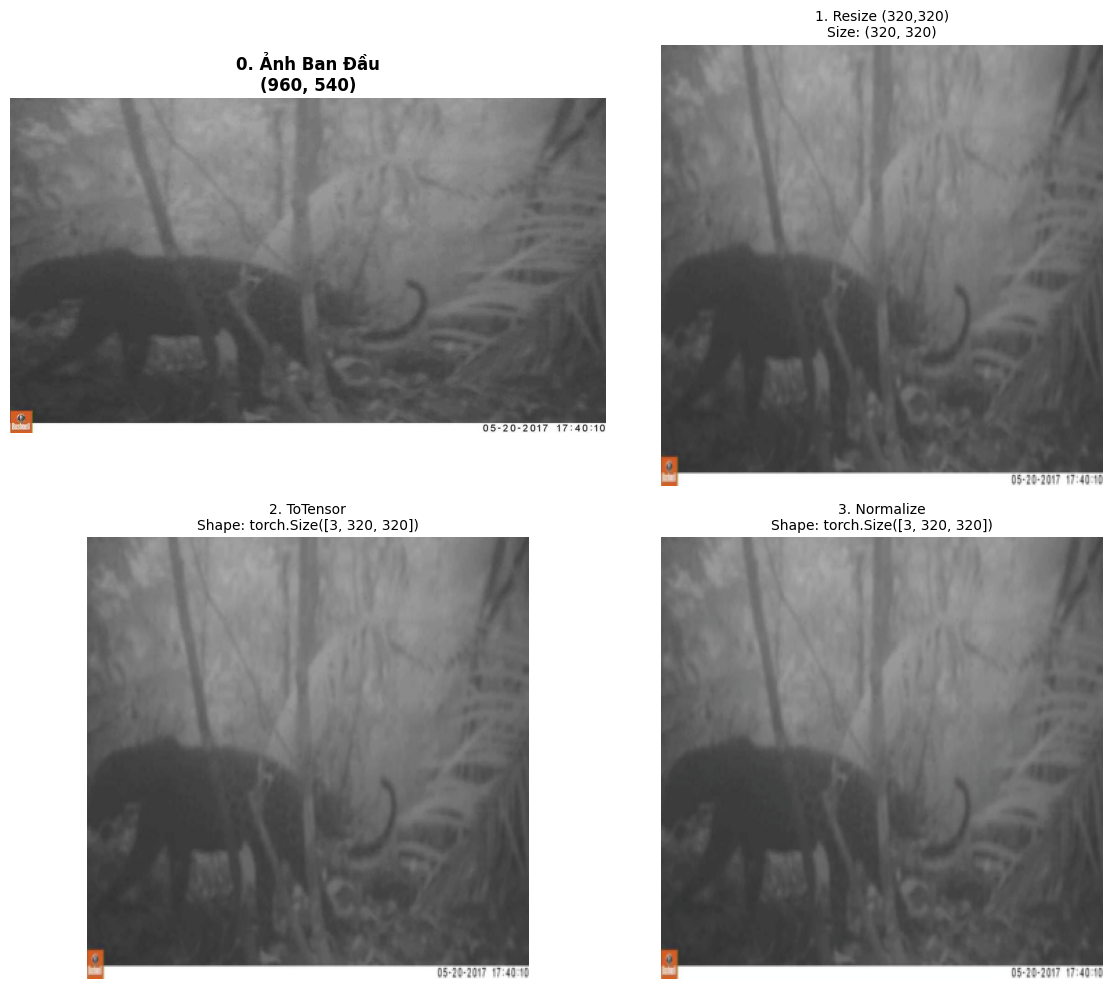 0. Ảnh Ban Đầu
(960, 540)
Bushnell
05-20-2017 17:40:10
1. Resize (320,320)
Size: (320, 320)
05-20-2017 17:40:10
2. ToTensor
Shape: torch.Size([3, 320, 320])
05-20-2017 17:40:10
3. Normalize
Shape: torch.Size([3, 320, 320])
05-20-2017 17:40:10